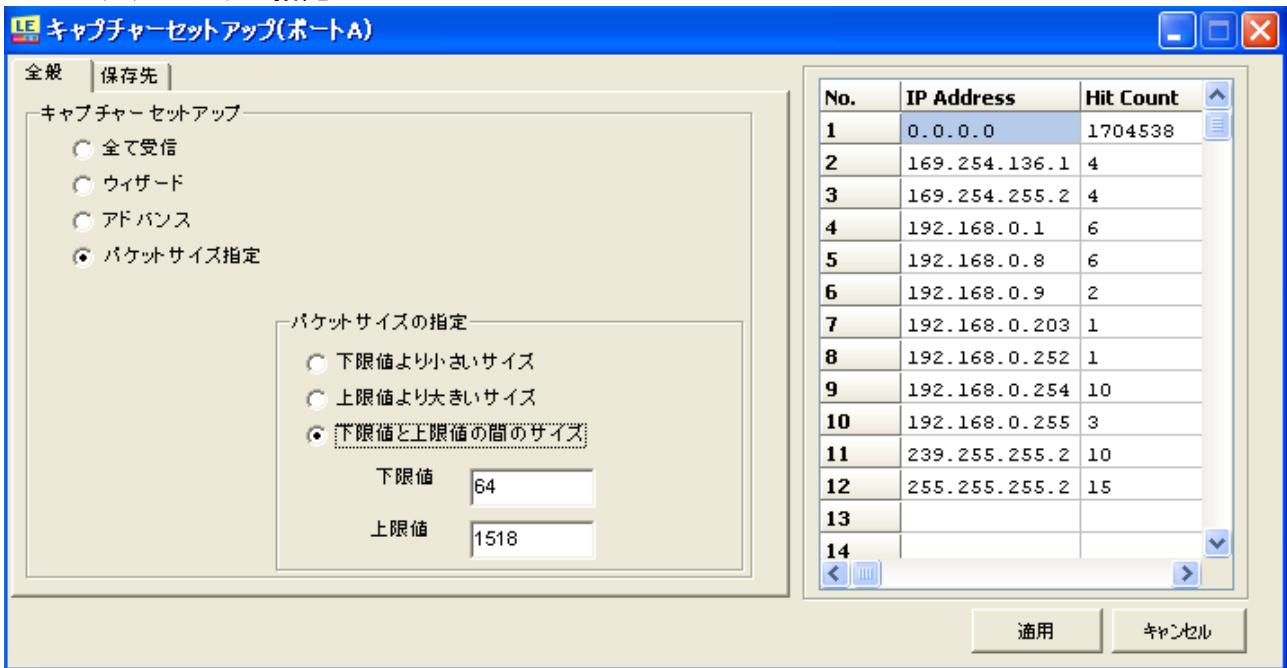 LE キャプチャーセットアップ(ポートA)
全般 保存先
キャプチャーセットアップ
全て受信
ウィザード
アドバンス
パケットサイズ指定
パケットサイズの指定
下限値より小さいサイズ
上限値より大きいサイズ
下限値と上限値の間のサイズ
下限値 64
上限値 1518
No. IP Address Hit Count
1 0.0.0.0 1704538
2 169.254.136.1 4
3 169.254.255.2 4
4 192.168.0.1 6
5 192.168.0.8 6
6 192.168.0.9 2
7 192.168.0.203 1
8 192.168.0.252 1
9 192.168.0.254 10
10 192.168.0.255 3
11 239.255.255.2 10
12 255.255.255.2 15
13
14
適用 キャンセル